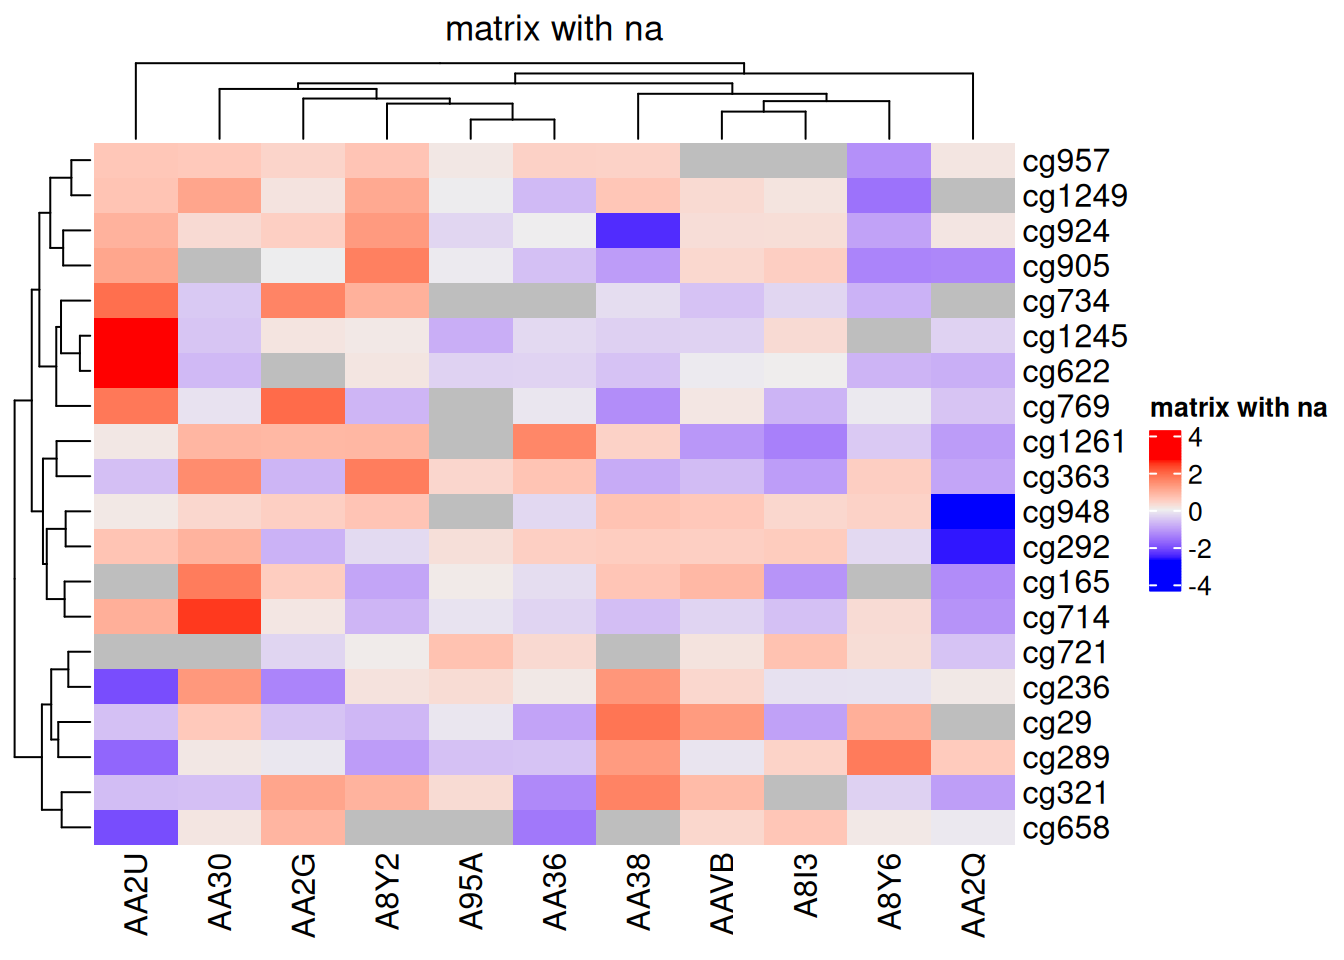 matrix with na
cg957
cg1249
cg924
cg905
cg734
cg1245
cg622
cg769
cg1261
cg363
cg948
cg292
cg165
cg714
cg721
cg236
cg29
cg289
cg321
cg658
AA2U
AA30
AA2G
A8Y2
A95A
AA36
AA38
AAVB
A8I3
A8Y6
AA2Q
matrix with na
4
2
0
-2
-4